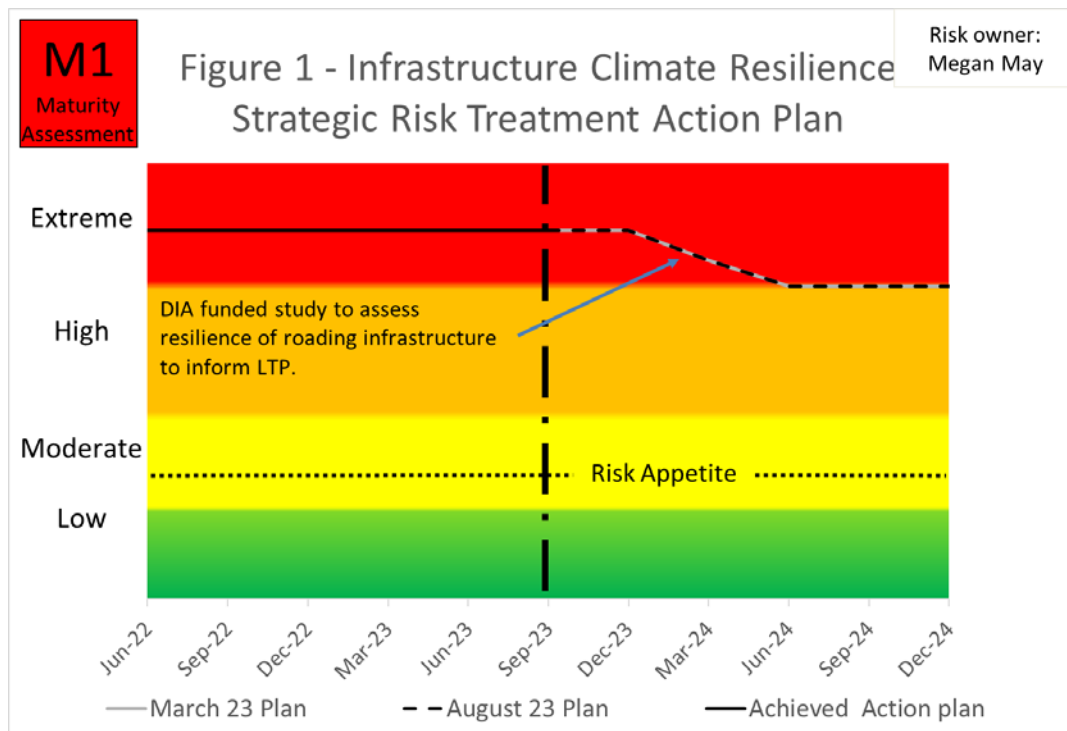 M1
Maturity
Assessment
Figure 1 - Infrastructure Climate Resilience
Strategic Risk Treatment Action Plan
Risk owner:
Megan May
Extreme
High
Moderate
Low
DIA funded study to assess
resilience of roading infrastructure
to inform LTP.
Risk Appetite
Jun-22
Sep-22
Dec-22
Mar-23
Jun-23
Sep-23
Dec-23
Mar-24
Jun-24
Sep-24
Dec-24
March 23 Plan
August 23 Plan
Achieved Action plan